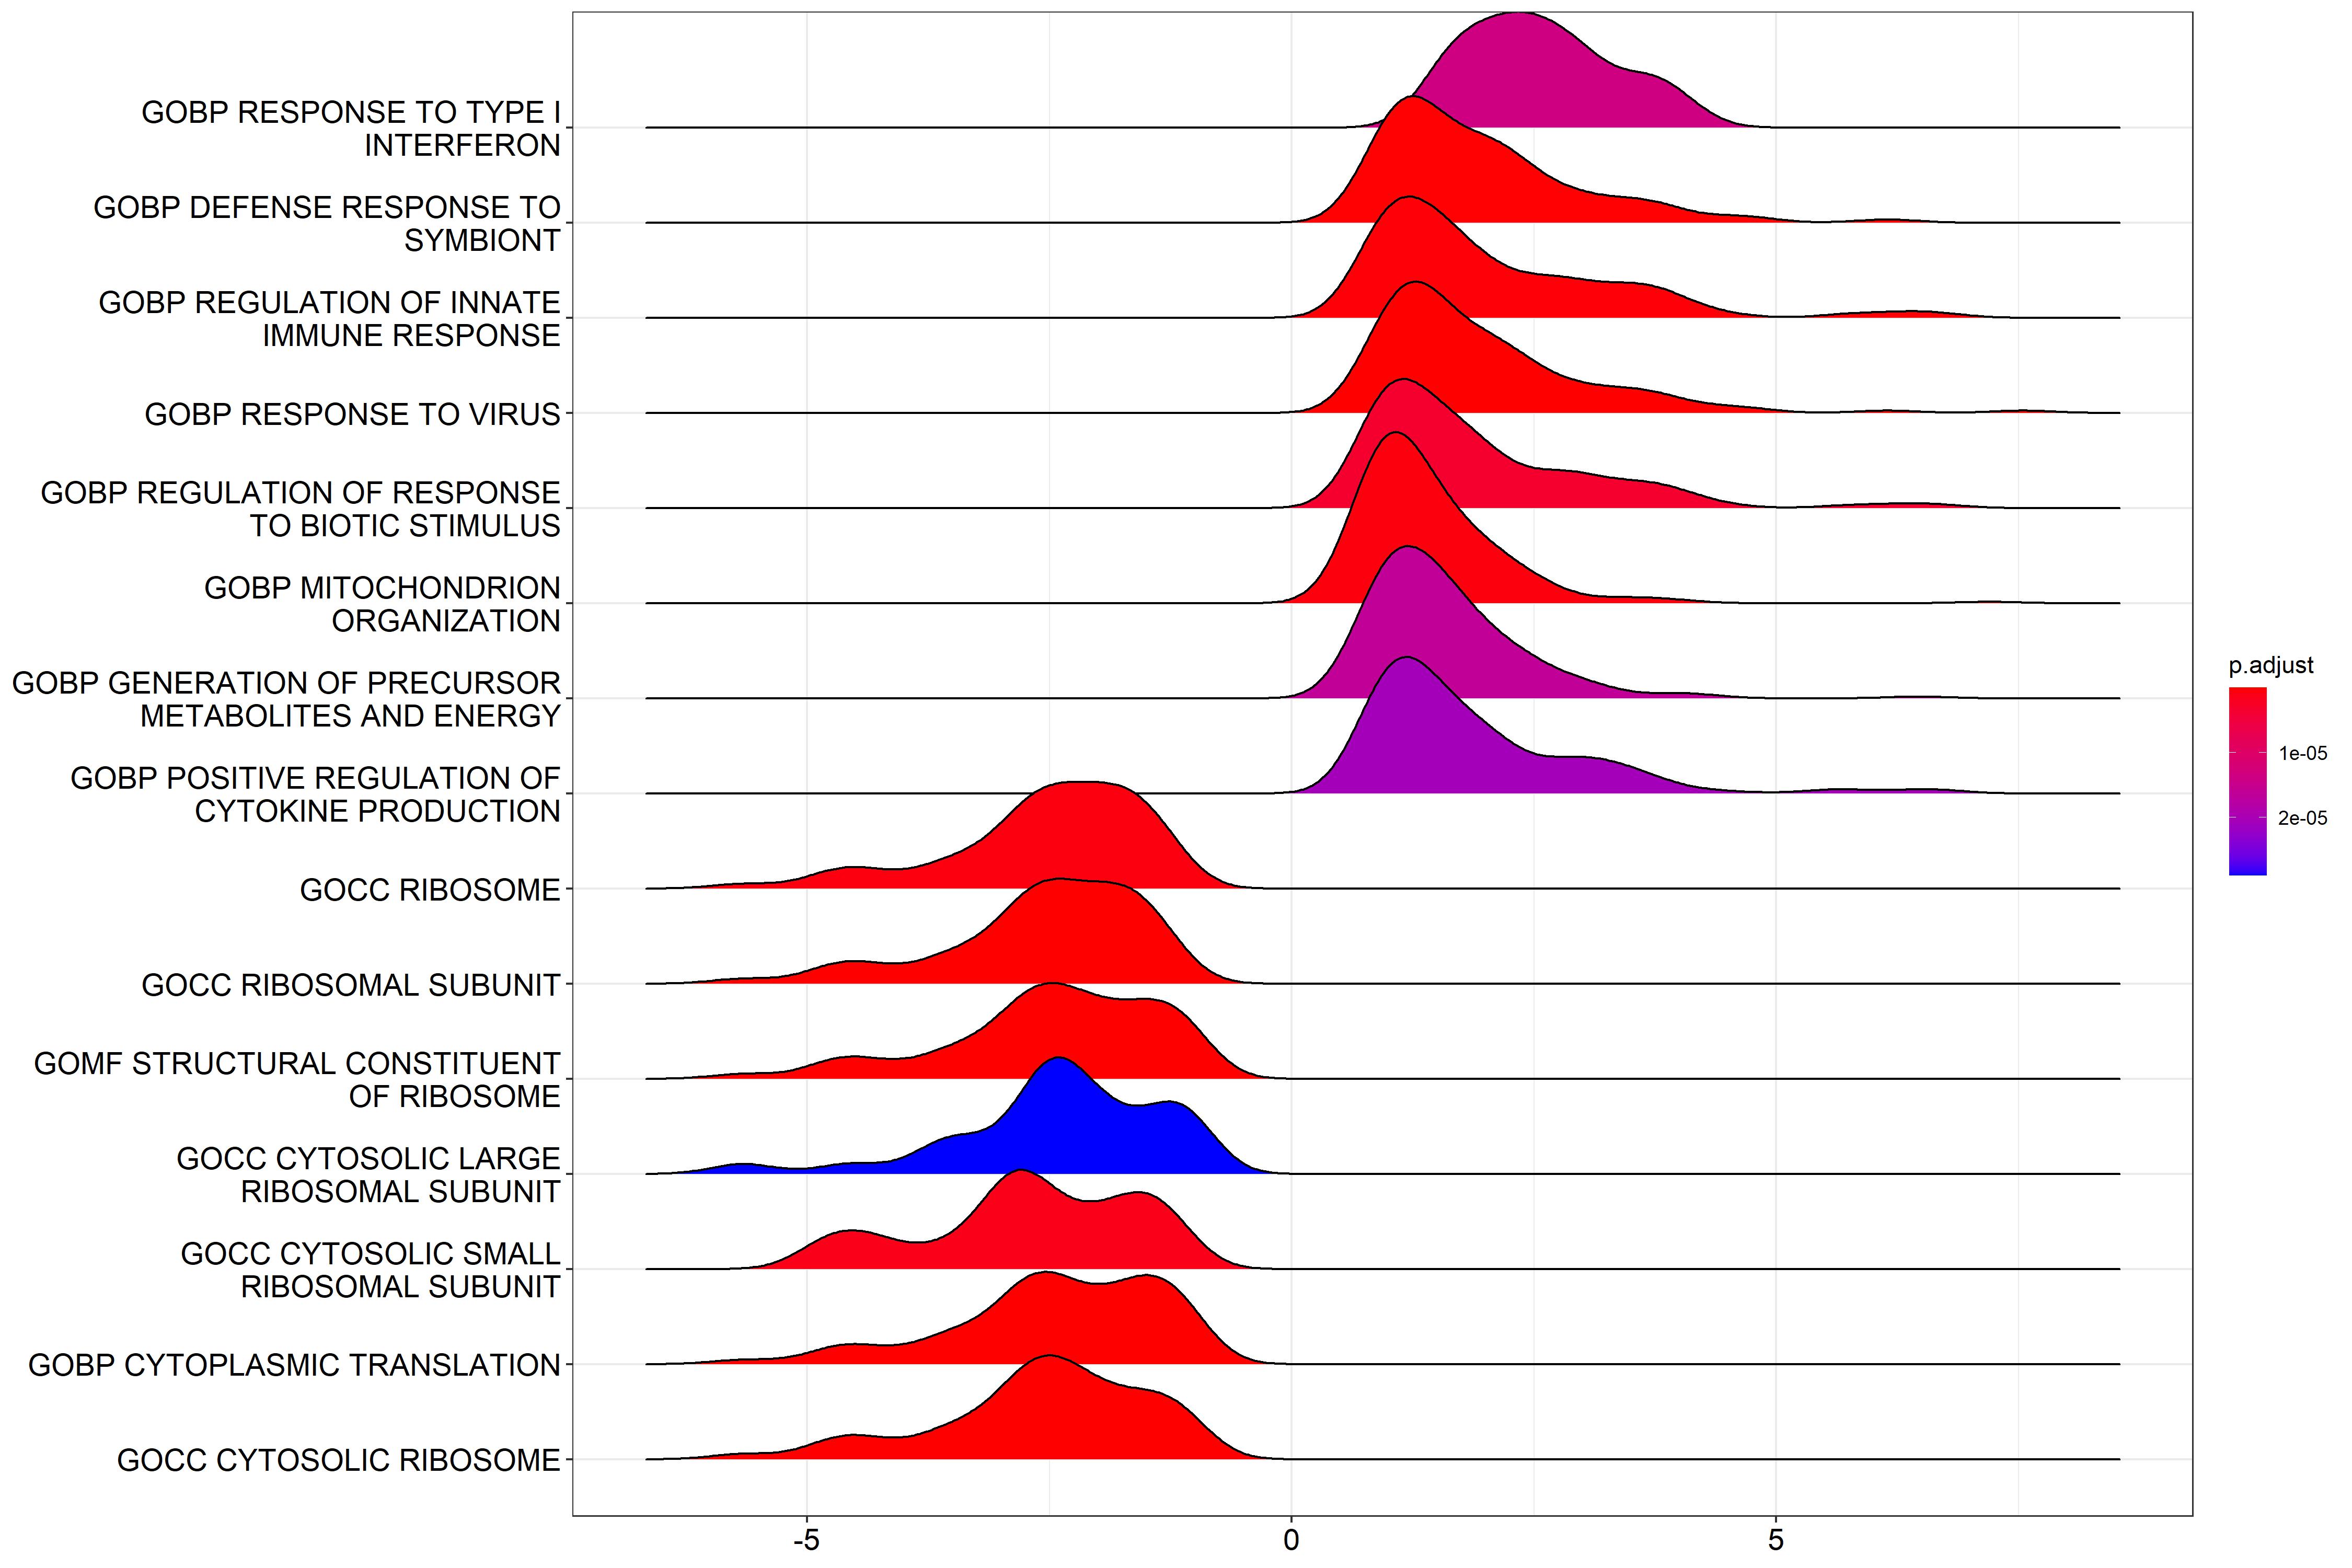 GOBP RESPONSE TO TYPE I
INTERFERON
GOBP DEFENSE RESPONSE TO
SYMBIONT
GOBP REGULATION OF INNATE
IMMUNE RESPONSE
GOBP RESPONSE TO VIRUS
GOBP REGULATION OF RESPONSE
TO BIOTIC STIMULUS
GOBP MITOCHONDRION
ORGANIZATION
GOBP GENERATION OF PRECURSOR
METABOLITES AND ENERGY
GOBP POSITIVE REGULATION OF
CYTOKINE PRODUCTION
GOCC RIBOSOME
GOCC RIBOSOMAL SUBUNIT
GOMF STRUCTURAL CONSTITUENT
OF RIBOSOME
GOCC CYTOSOLIC LARGE
RIBOSOMAL SUBUNIT
GOCC CYTOSOLIC SMALL
RIBOSOMAL SUBUNIT
GOBP CYTOPLASMIC TRANSLATION
GOCC CYTOSOLIC RIBOSOME
-5 0 5
p.adjust
1e-05
2e-05